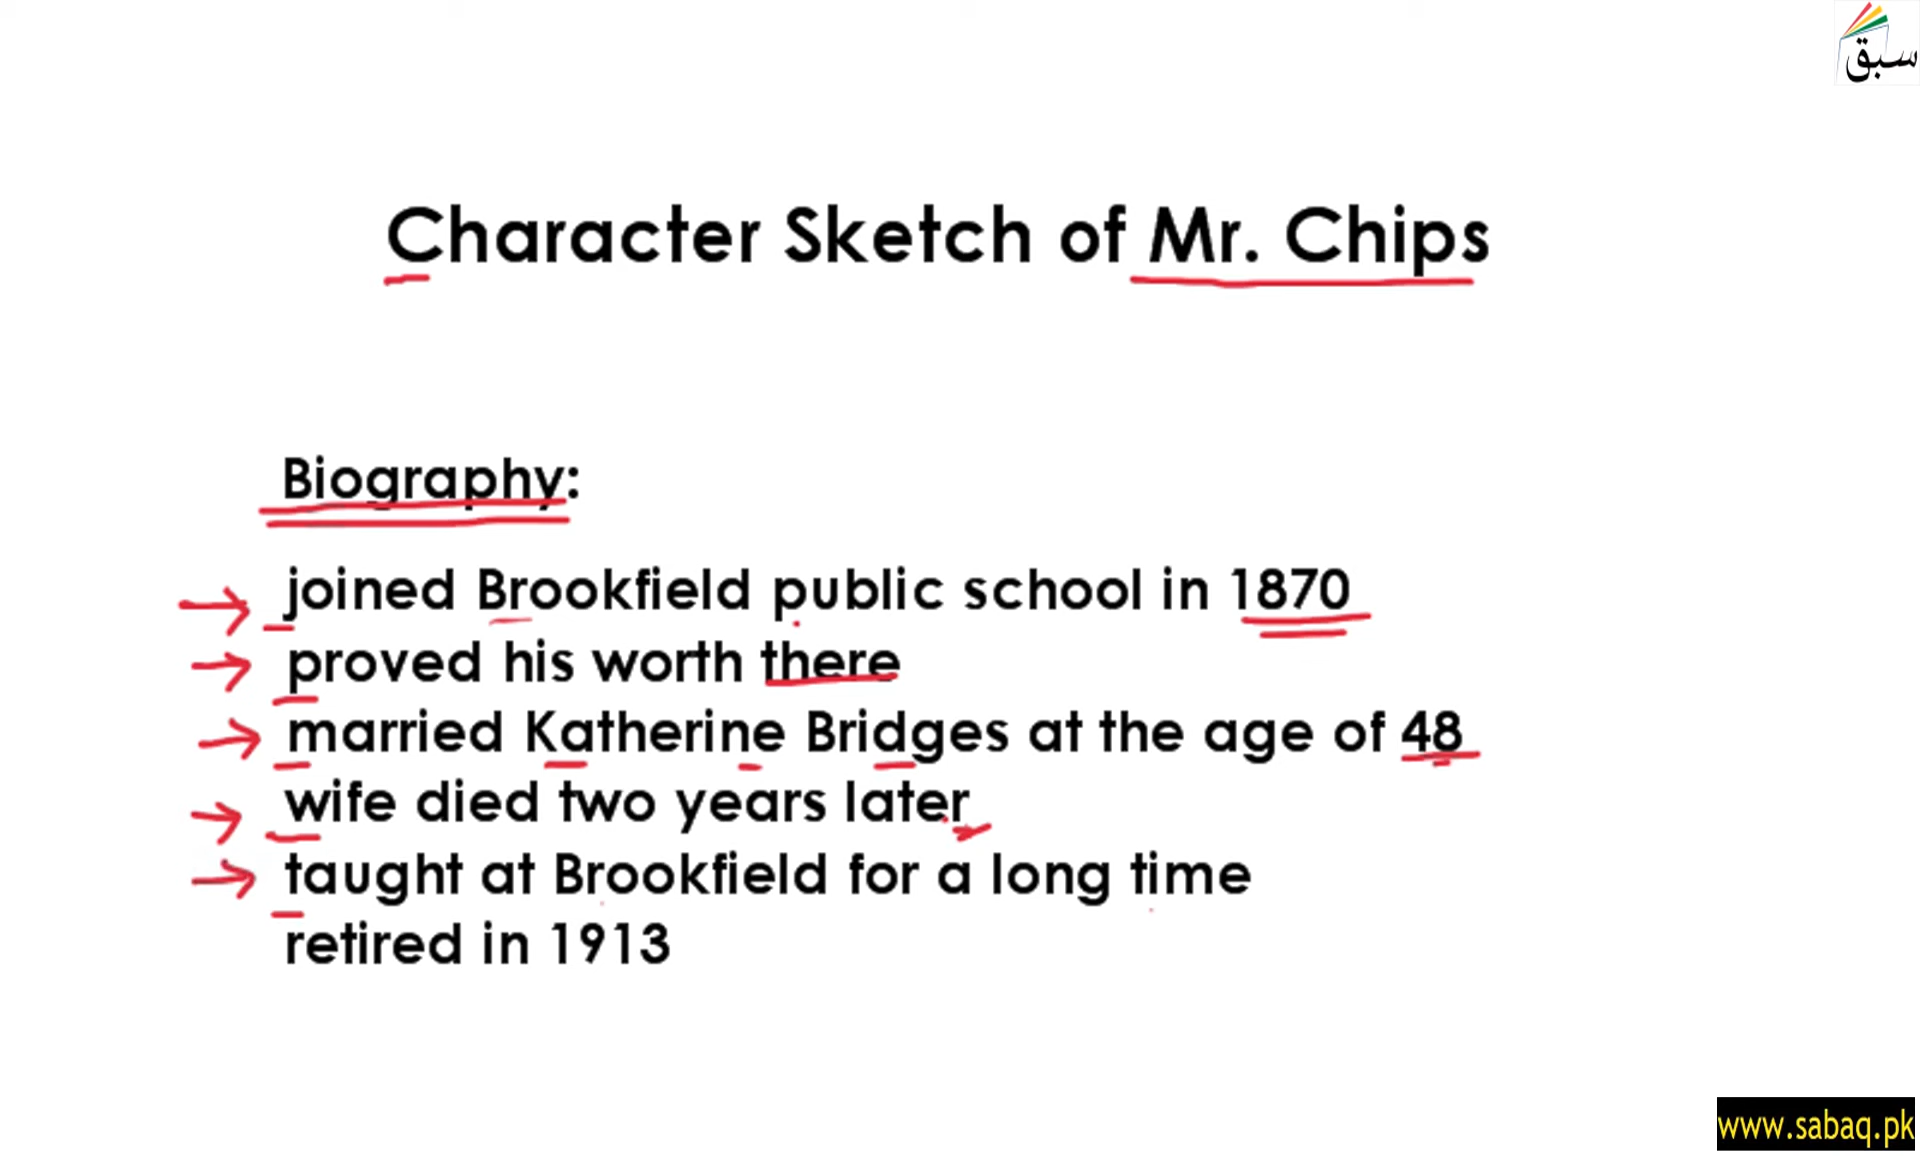 سبق
Character Sketch of Mr. Chips
Biography:
joined Brookfield public school in 1870
proved his worth there
married Katherine Bridges at the age of 48
wife died two years later
taught at Brookfield for a long time
retired in 1913
www.sabaq.pk